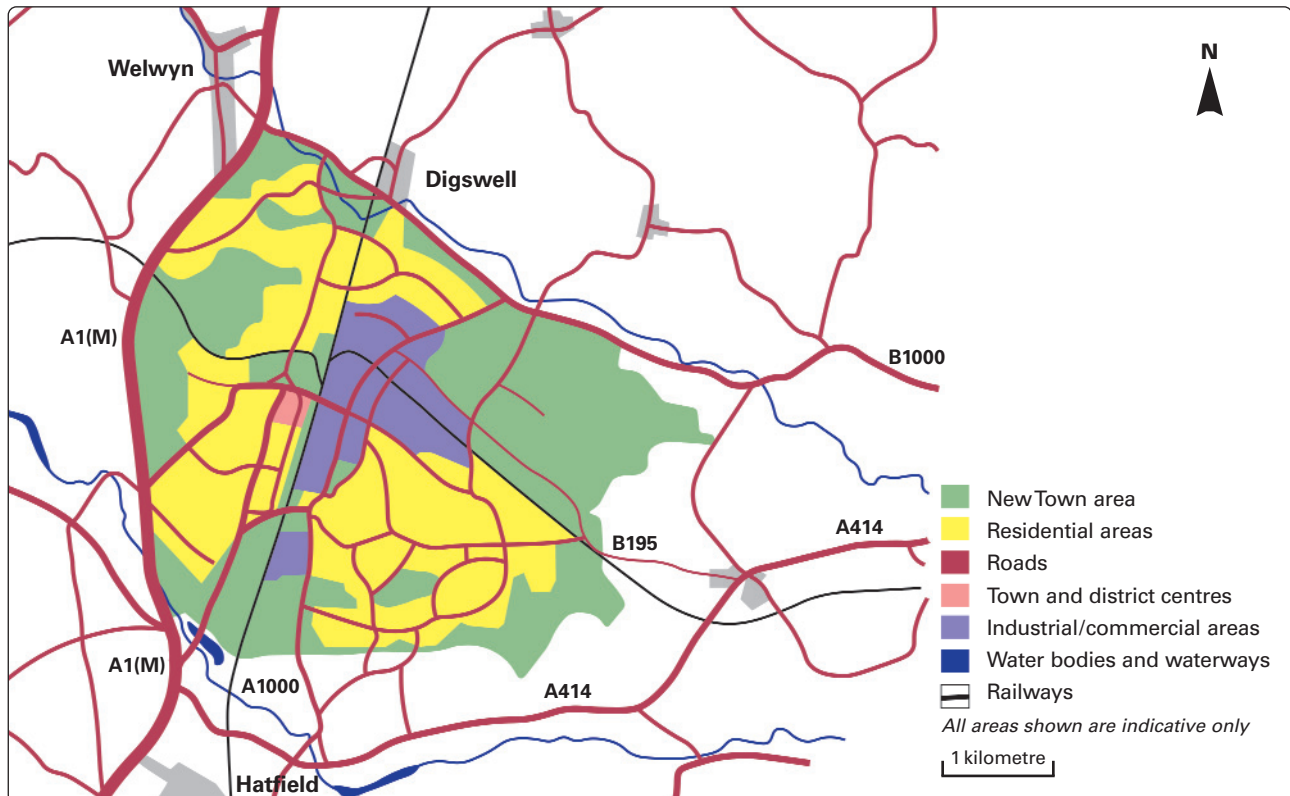 Welwyn
N
Digswell
A1(M)
B1000
New Town area
Residential areas
A414
Roads
B195
Town and district centres
Industrial/commercial areas
A1(M)
Water bodies and waterways
A1000
A414
Railways
All areas shown are indicative only
1 kilometre
Hatfield